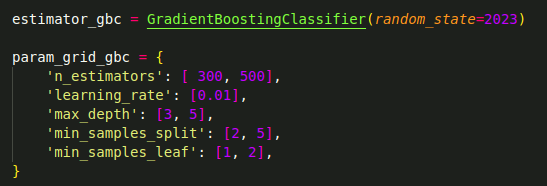 estimator_gbc = GradientBoostingClassifier(random_state=2023)
param_grid_gbc = {
    'n_estimators': [ 300, 500],
    'learning_rate': [0.01],
    'max_depth': [3, 5],
    'min_samples_split': [2, 5],
    'min_samples_leaf': [1, 2],
}